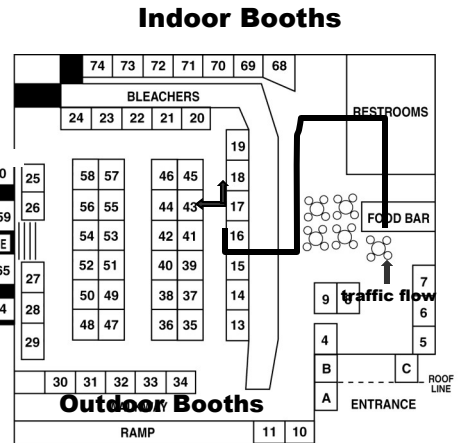 Indoor Booths
74 73 72 71 70 69 68
BLEACHERS
RESTROOMS
24 23 22 21 20
19
58 57 46 45 18
25
26
56 55 44 43 17
59
FOOD BAR
54 53 42 41 16
E
65
52 51 40 39 15
27
7
50 49 38 37 14
28
9 8 traffic flow
6
48 47 36 35 13
29
4 5
B C
ROOF
LINE
30 31 32 33 34
A ENTRANCE
Outdoor Booths
RAMP
11 10